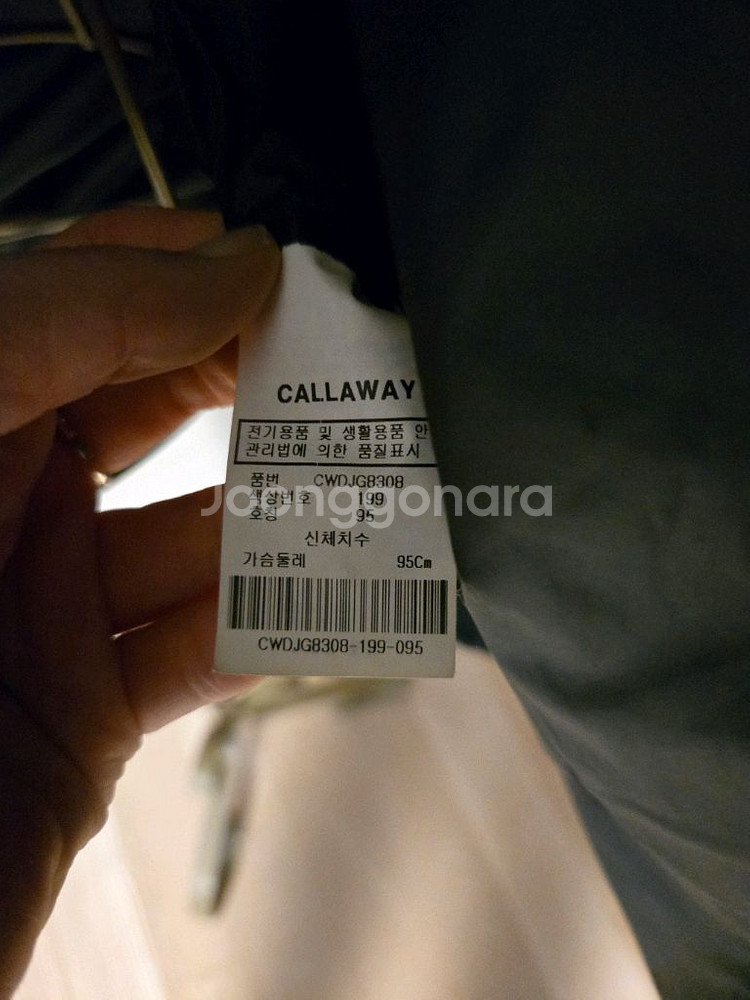 CALLAWAY
전기용품 및 생활용품 안
관리법에 의한 품질표시
품번 CWDJG8308
색상번호 199
호칭 95
Joonggonara
신체치수
가슴둘레 95Cm
CWDJG8308-199-095